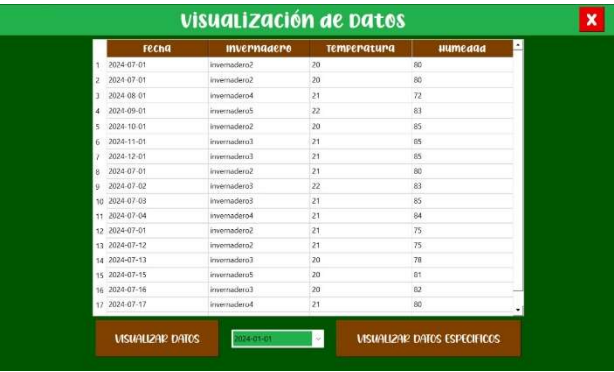 Visualización de Datos
X
Fecha Invernadero Temperatura Humedad
1 2024-07-01 invernadero2 20 80
2 2024-07-01 invernadero2 20 80
3 2024-08-01 invernadero4 21 72
4 2024-09-01 invernadero5 22 83
5 2024-10-01 invernadero2 20 85
6 2024-11-01 invernadero3 21 85
7 2024-12-01 invernadero3 21 85
8 2024-07-01 invernadero2 21 80
9 2024-07-02 invernadero3 22 83
10 2024-07-03 invernadero3 21 85
11 2024-07-04 invernadero4 21 84
12 2024-07-01 invernadero2 21 75
13 2024-07-12 invernadero2 21 75
14 2024-07-13 invernadero3 20 78
15 2024-07-15 invernadero5 20 81
16 2024-07-16 invernadero3 20 82
17 2024-07-17 invernadero4 21 80
VISUALIZAR DATOS 2024-01-01 VISUALIZAR DATOS ESPECIFICOS